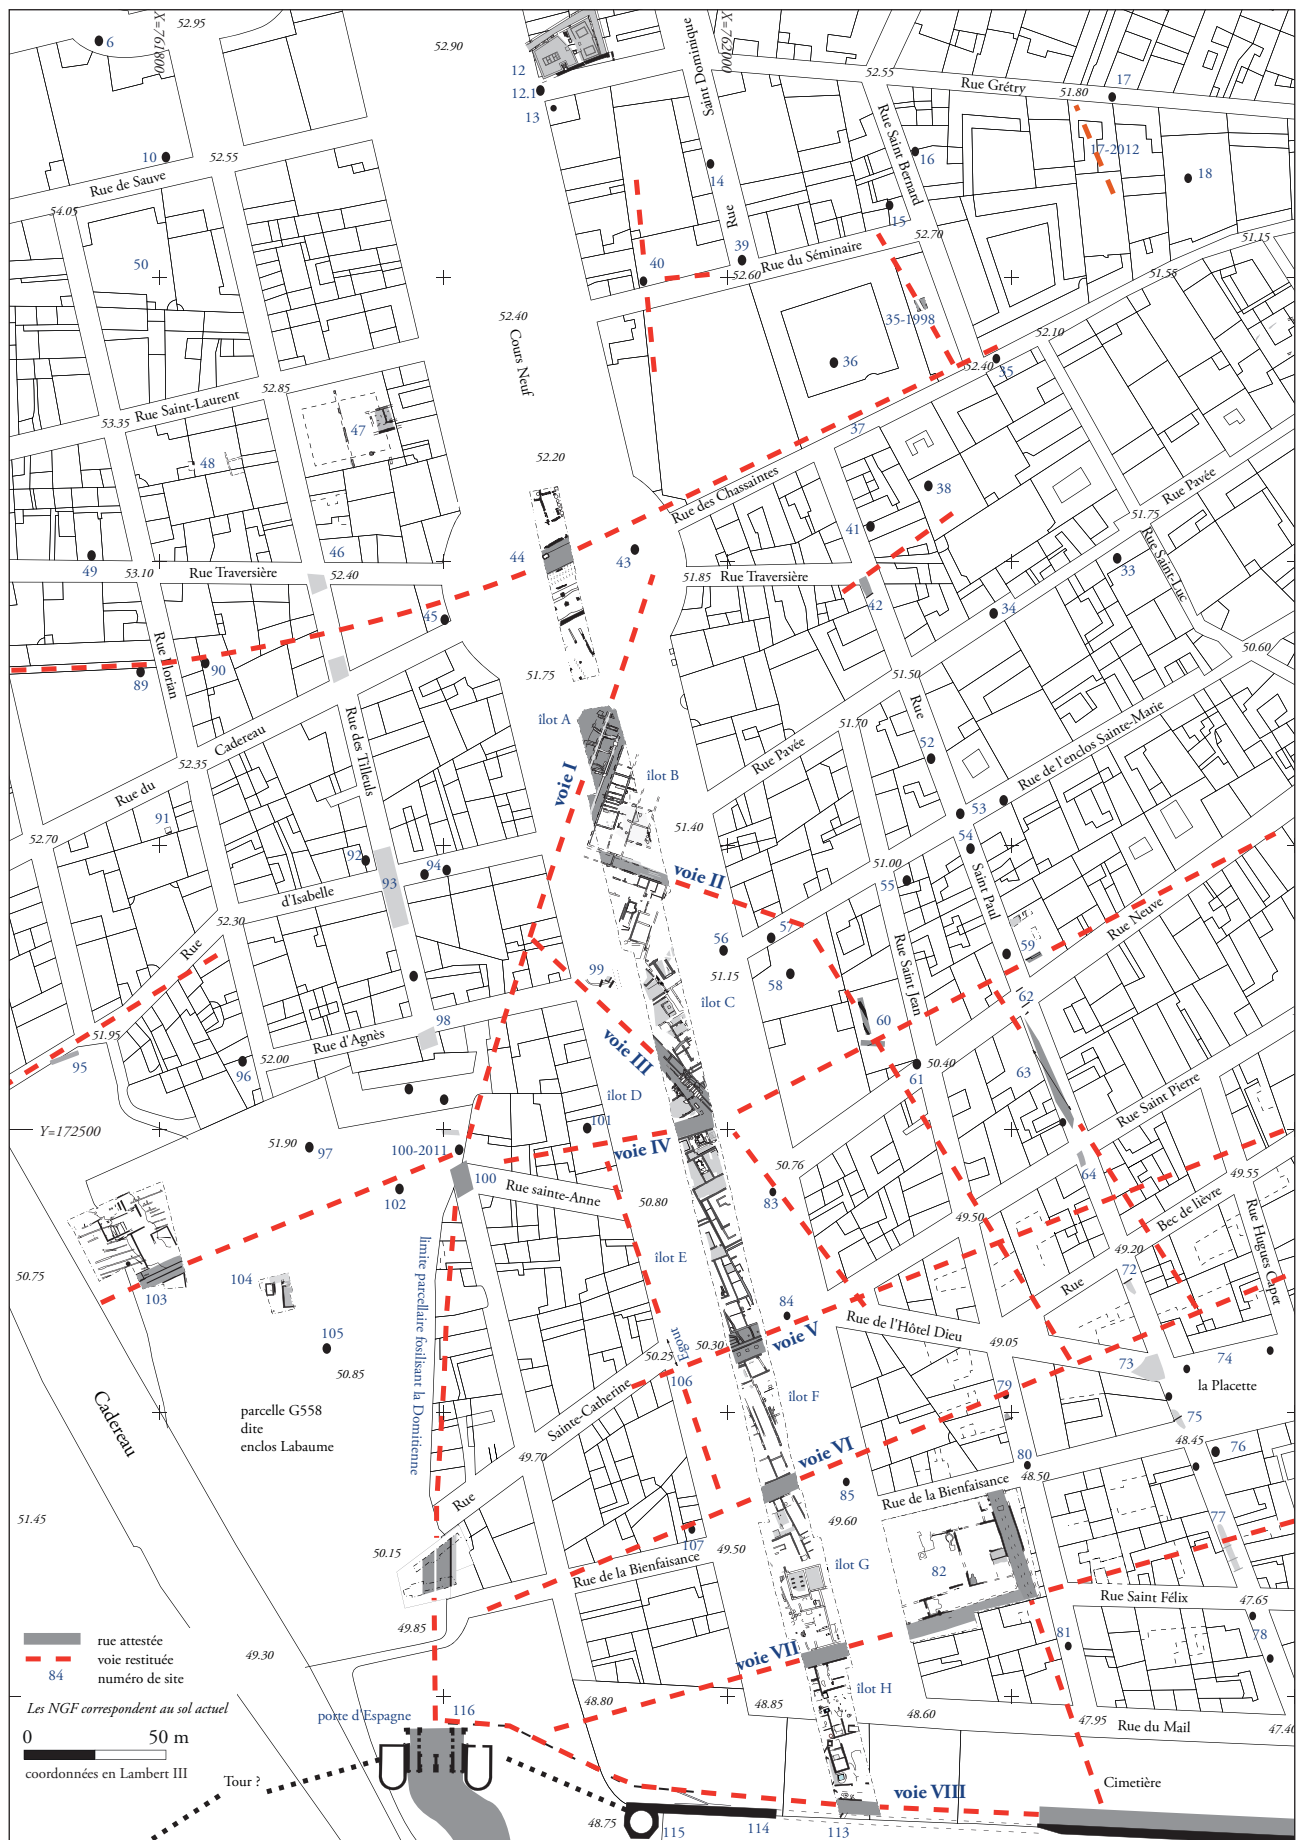 52.95
X=761800
52.90
6
12
12.1
13
Saint Dominique
X=762000
52.55
Rue Grétry
51.80
17
17-2012
18
Rue Saint Bernard
16
15
10
52.55
Rue de Sauve
54.05
14
Rue
39
52.70
Rue du Séminaire
52.60
40
51.15
51.55
50
52.40
Cours Neuf
35-1998
36
52.10
52.40
35
52.85
Rue Saint-Laurent
53.35
47
48
37
52.20
38
Rue des Chassaintes
Rue Pavée
51.75
Rue Saint-Luc
41
46
44
43
49
53.10
Rue Traversière
52.40
51.85
Rue Traversière
42
33
34
45
50.60
Rue Florian
90
89
51.75
51.50
îlot A
51.70
Rue
Rue de l'enclos Sainte-Marie
Cadereau
Rue des Tilleuls
52.35
Rue du
voie I
îlot B
Rue Pavée
52
91
53
52.70
51.40
54
92
94
93
voie II
51.00
55
Saint Paul
d'Isabelle
52.30
Rue
Rue Neuve
57
56
59
51.15
58
Rue Saint Jean
99
îlot C
62
60
98
51.95
Rue d'Agnès
52.00
95
96
voie III
50.40
61
63
Rue Saint Pierre
îlot D
101
Y=172500
51.90
97
100-2011
voie IV
100
102
Rue sainte-Anne
50.76
83
50.80
64
49.55
Bec de lièvre
49.50
Rue Hugues Capet
49.20
limite parcellaire fosilisant la Domitienne
îlot E
50.75
104
103
72
Rue
84
105
voie V
Rue de l'Hôtel Dieu
50.30
50.25
Egout
49.05
50.85
73
74
106
la Placette
Cadereau
parcelle G558
dite
enclos Labaume
Sainte-Catherine
îlot F
79
75
48.45
76
49.70
voie VI
80
48.50
Rue
85
Rue de la Bienfaisance
51.45
49.60
77
107
50.15
49.50
Rue de la Bienfaisance
îlot G
82
Rue Saint Félix
47.65
49.85
rue attestée
voie restituée
84 numéro de site
49.30
voie VII
81
78
Les NGF correspondent au sol actuel
îlot H
48.80
48.85
48.60
47.95
Rue du Mail
47.40
porte d'Espagne
116
0 50 m
coordonnées en Lambert III
Tour ?
voie VIII
Cimetière
48.75
115
114
113